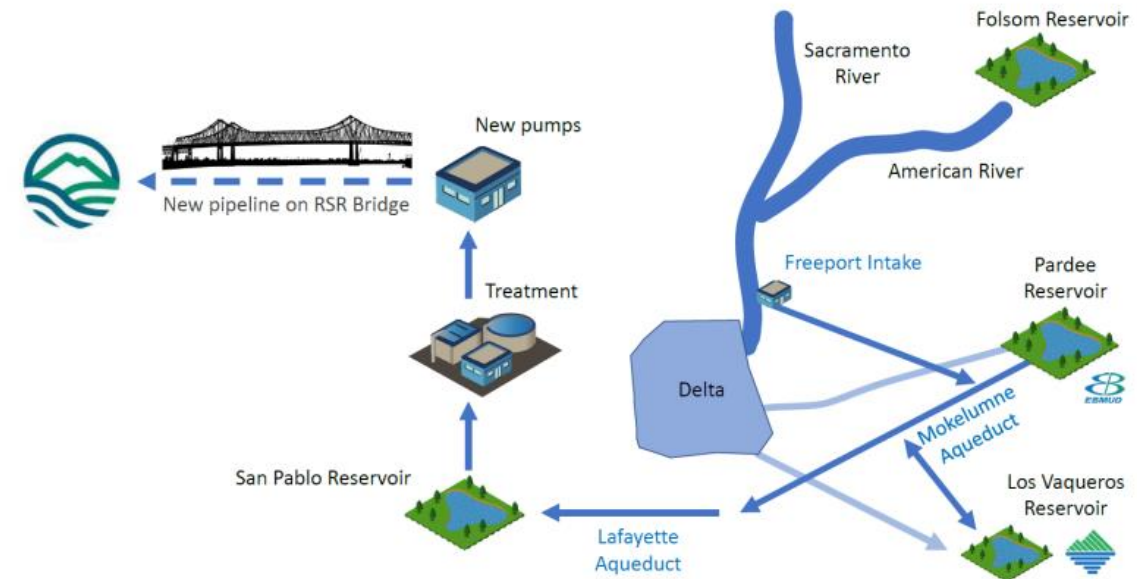 Folsom Reservoir
Sacramento
River
New pumps
American River
New pipeline on RSR Bridge
Freeport Intake
Pardee
Reservoir
Treatment
Delta
EBMUD
Mokelumne
Aqueduct
San Pablo Reservoir
Los Vaqueros
Reservoir
Lafayette
Aqueduct